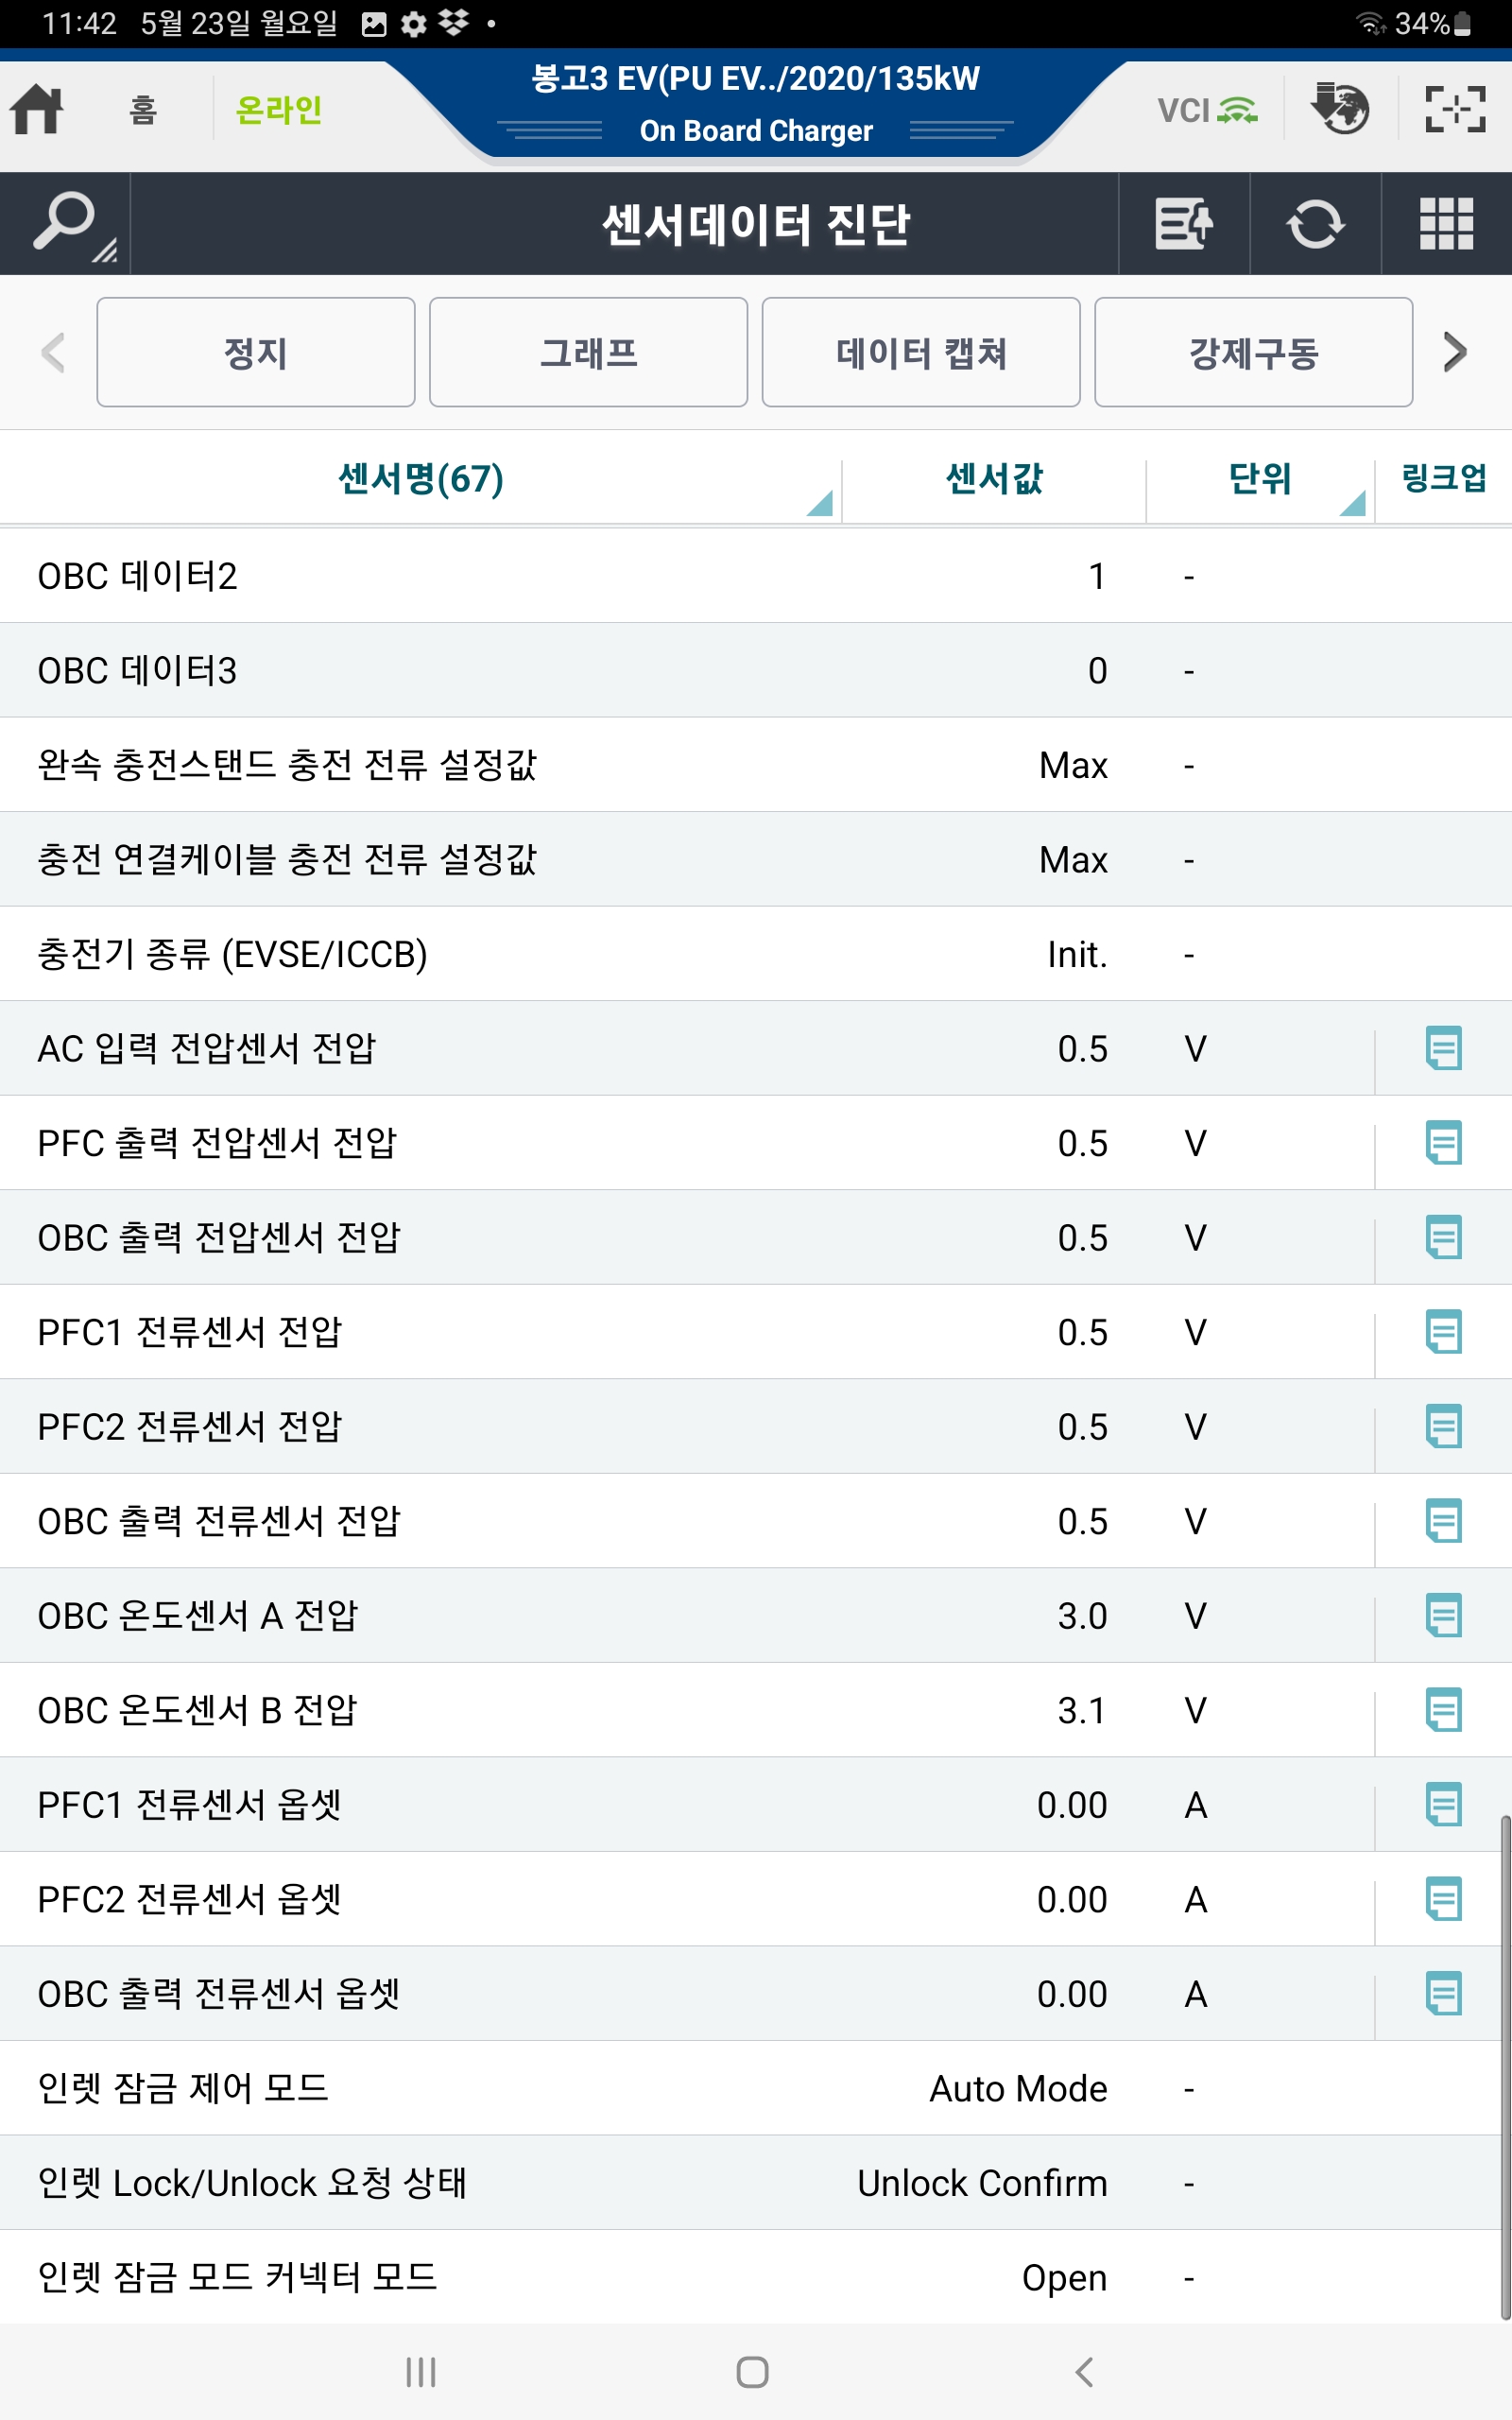 11:42 5월 23일 월요일 34%
봉고3 EV(PU EV../2020/135kW
홈 온라인 On Board Charger VCI
센서데이터 진단
정지 그래프 데이터 캡쳐 강제구동
센서명(67) 센서값 단위 링크업
OBC 데이터2 1 -
OBC 데이터3 0 -
완속 충전스탠드 충전 전류 설정값 Max -
충전 연결케이블 충전 전류 설정값 Max -
충전기 종류 (EVSE/ICCB) Init. -
AC 입력 전압센서 전압 0.5 V
PFC 출력 전압센서 전압 0.5 V
OBC 출력 전압센서 전압 0.5 V
PFC1 전류센서 전압 0.5 V
PFC2 전류센서 전압 0.5 V
OBC 출력 전류센서 전압 0.5 V
OBC 온도센서 A 전압 3.0 V
OBC 온도센서 B 전압 3.1 V
PFC1 전류센서 옵셋 0.00 A
PFC2 전류센서 옵셋 0.00 A
OBC 출력 전류센서 옵셋 0.00 A
인렛 잠금 제어 모드 Auto Mode -
인렛 Lock/Unlock 요청 상태 Unlock Confirm -
인렛 잠금 모드 커넥터 모드 Open -